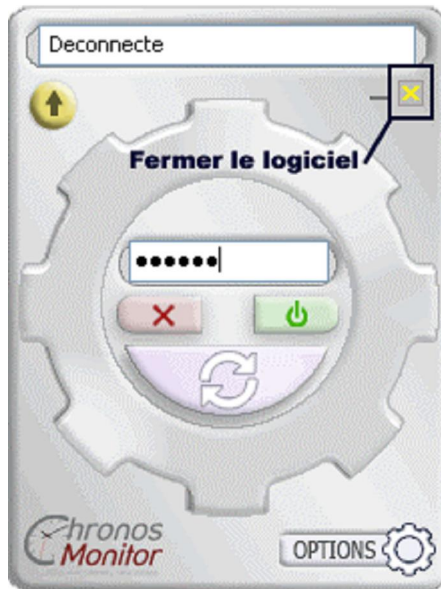 Deconnecte
Fermer le logiciel
••••••
Chronos
Monitor
OPTIONS